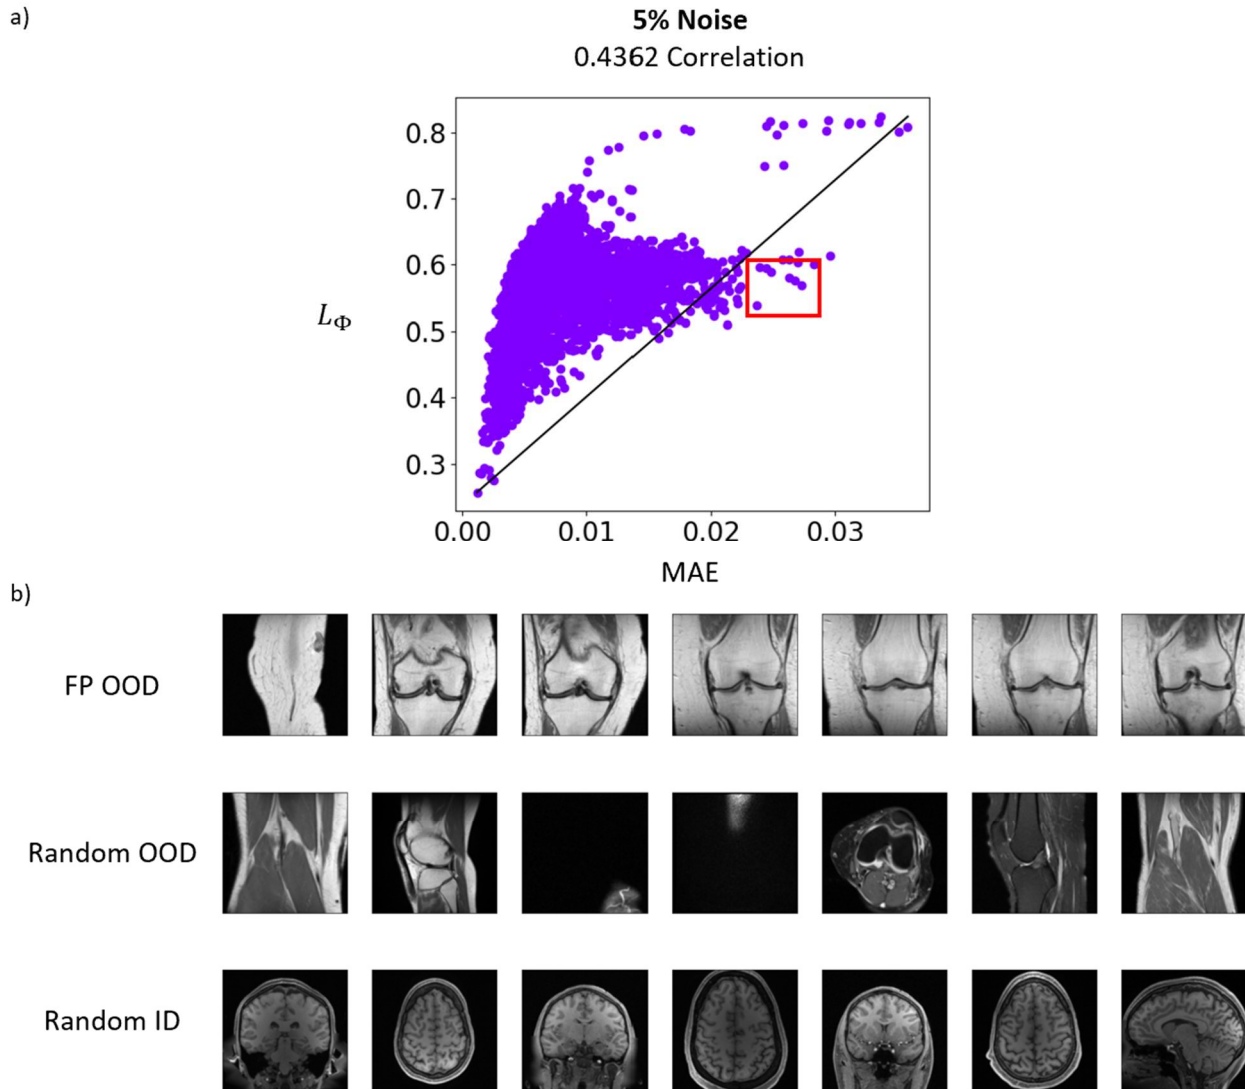 a)
5% Noise
0.4362 Correlation
0.8
0.7
0.6
0.5
0.4
0.3
L_Φ
0.00 0.01 0.02 0.03
MAE
b)
FP OOD
Random OOD
Random ID